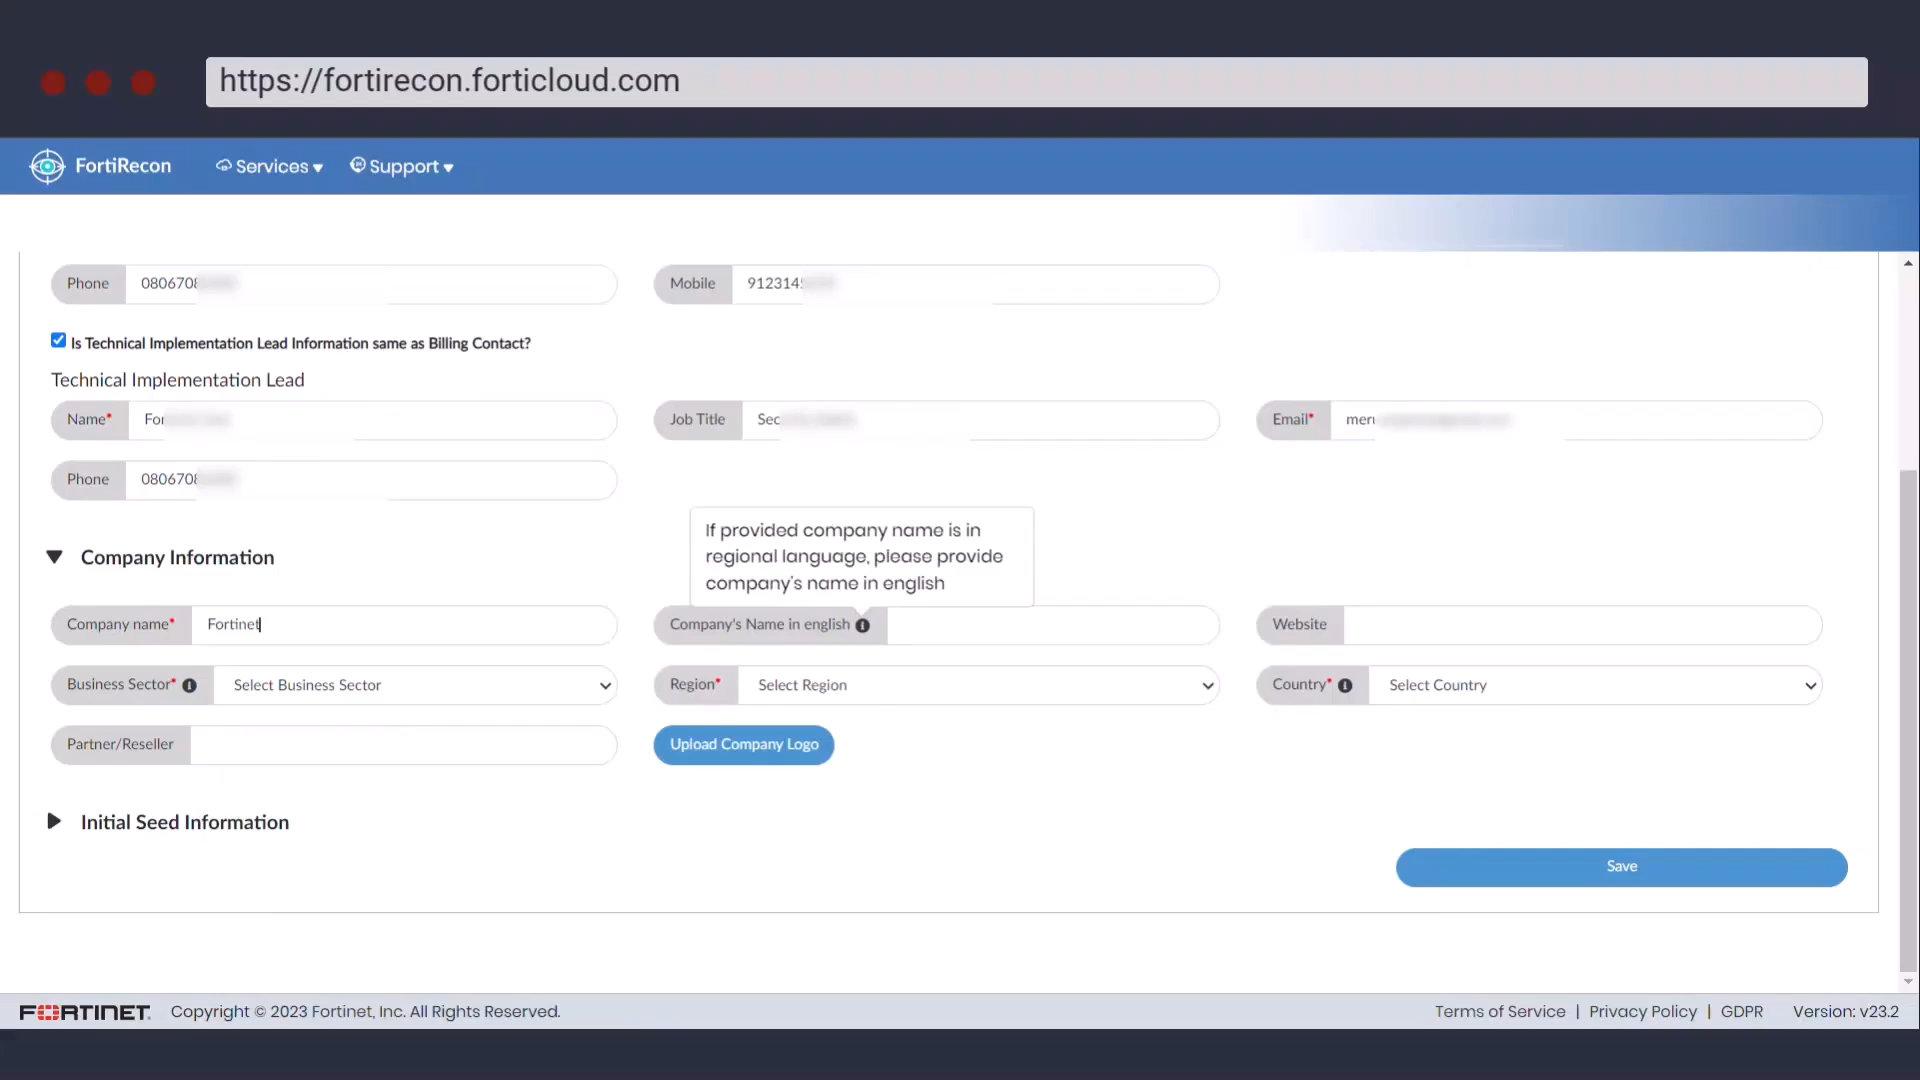 https://fortirecon.forticloud.com
FortiRecon Services Support
Phone 080670 Mobile 912314
Is Technical Implementation Lead Information same as Billing Contact?
Technical Implementation Lead
Name* For Job Title Sec Email* mer
Phone 080670
If provided company name is in
regional language, please provide
company's name in english
Company Information
Company name* Fortinet Company's Name in english Website
Business Sector* Select Business Sector Region* Select Region Country* Select Country
Partner/Reseller Upload Company Logo
Initial Seed Information
Save
FORTINET Copyright © 2023 Fortinet, Inc. All Rights Reserved. Terms of Service | Privacy Policy | GDPR Version: v23.2